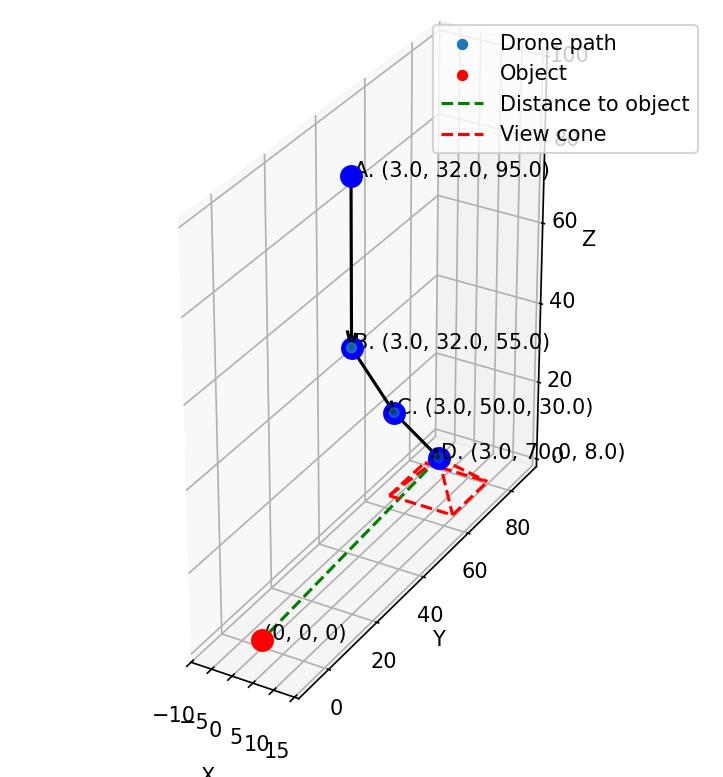 Drone path
Object
Distance to object
View cone
100
80
A. (3.0, 32.0, 95.0)
60
Z
40
B. (3.0, 32.0, 55.0)
20
C. (3.0, 50.0, 30.0)
D. (3.0, 70.0, 8.0)
0
80
60
40
Y
(0, 0, 0)
20
0
−10
−5
0
5
10
15
X